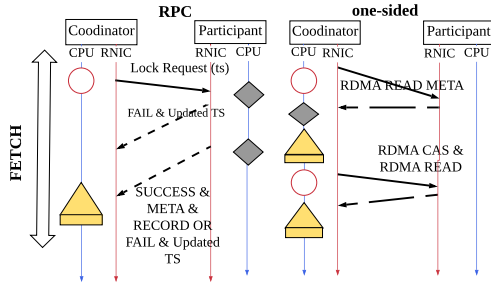 RPC
one-sided
Coodinator
Participant
Coodinator
Participant
CPU RNIC
RNIC CPU
CPU RNIC
RNIC CPU
Lock Request (ts)
RDMA READ META
FAIL & Updated TS
RDMA CAS &
RDMA READ
FETCH
SUCCESS &
META &
RECORD OR
FAIL & Updated
TS